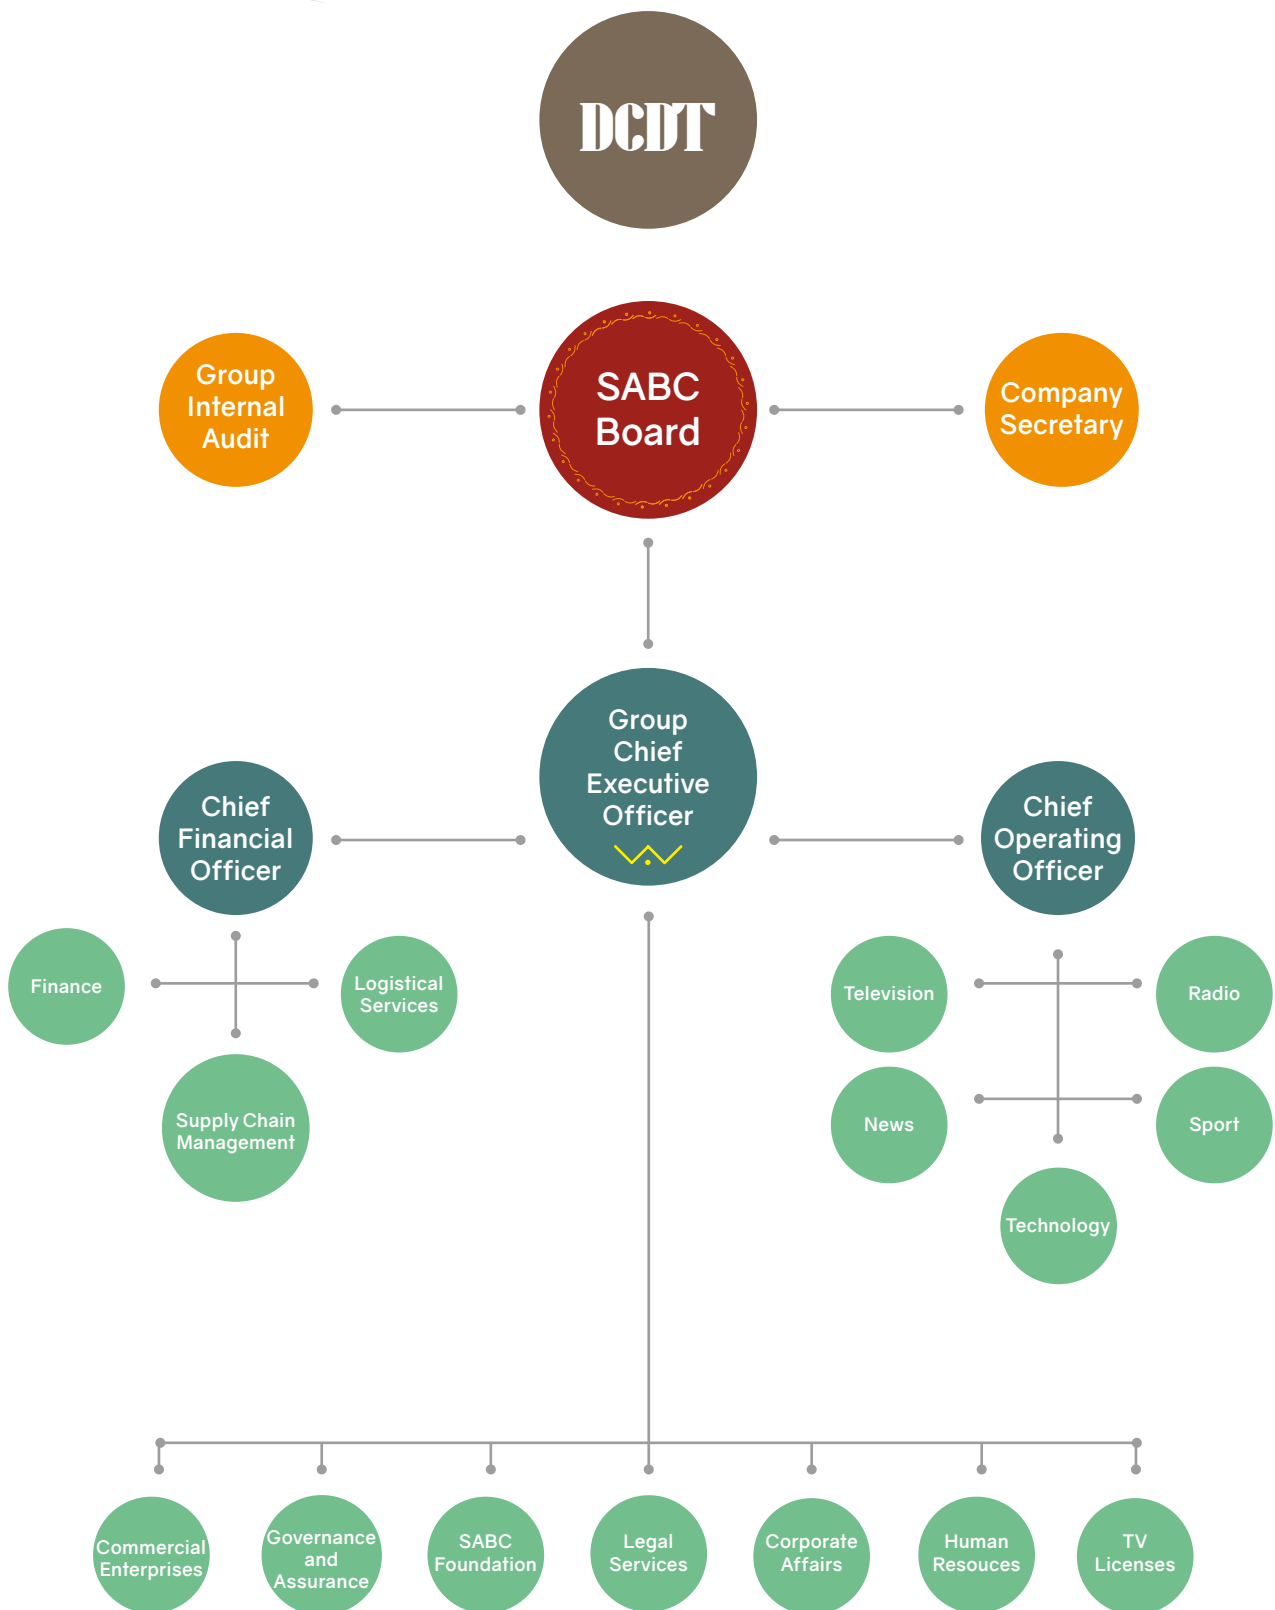 DCDT
Group
Internal
Audit
SABC
Board
Company
Secretary
Group
Chief
Executive
Officer
Chief
Financial
Officer
Chief
Operating
Officer
Finance
Logistical
Services
Supply Chain
Management
Television
Radio
News
Sport
Technology
Commercial
Enterprises
Governance
and
Assurance
SABC
Foundation
Legal
Services
Corporate
Affairs
Human
Resouces
TV
Licenses